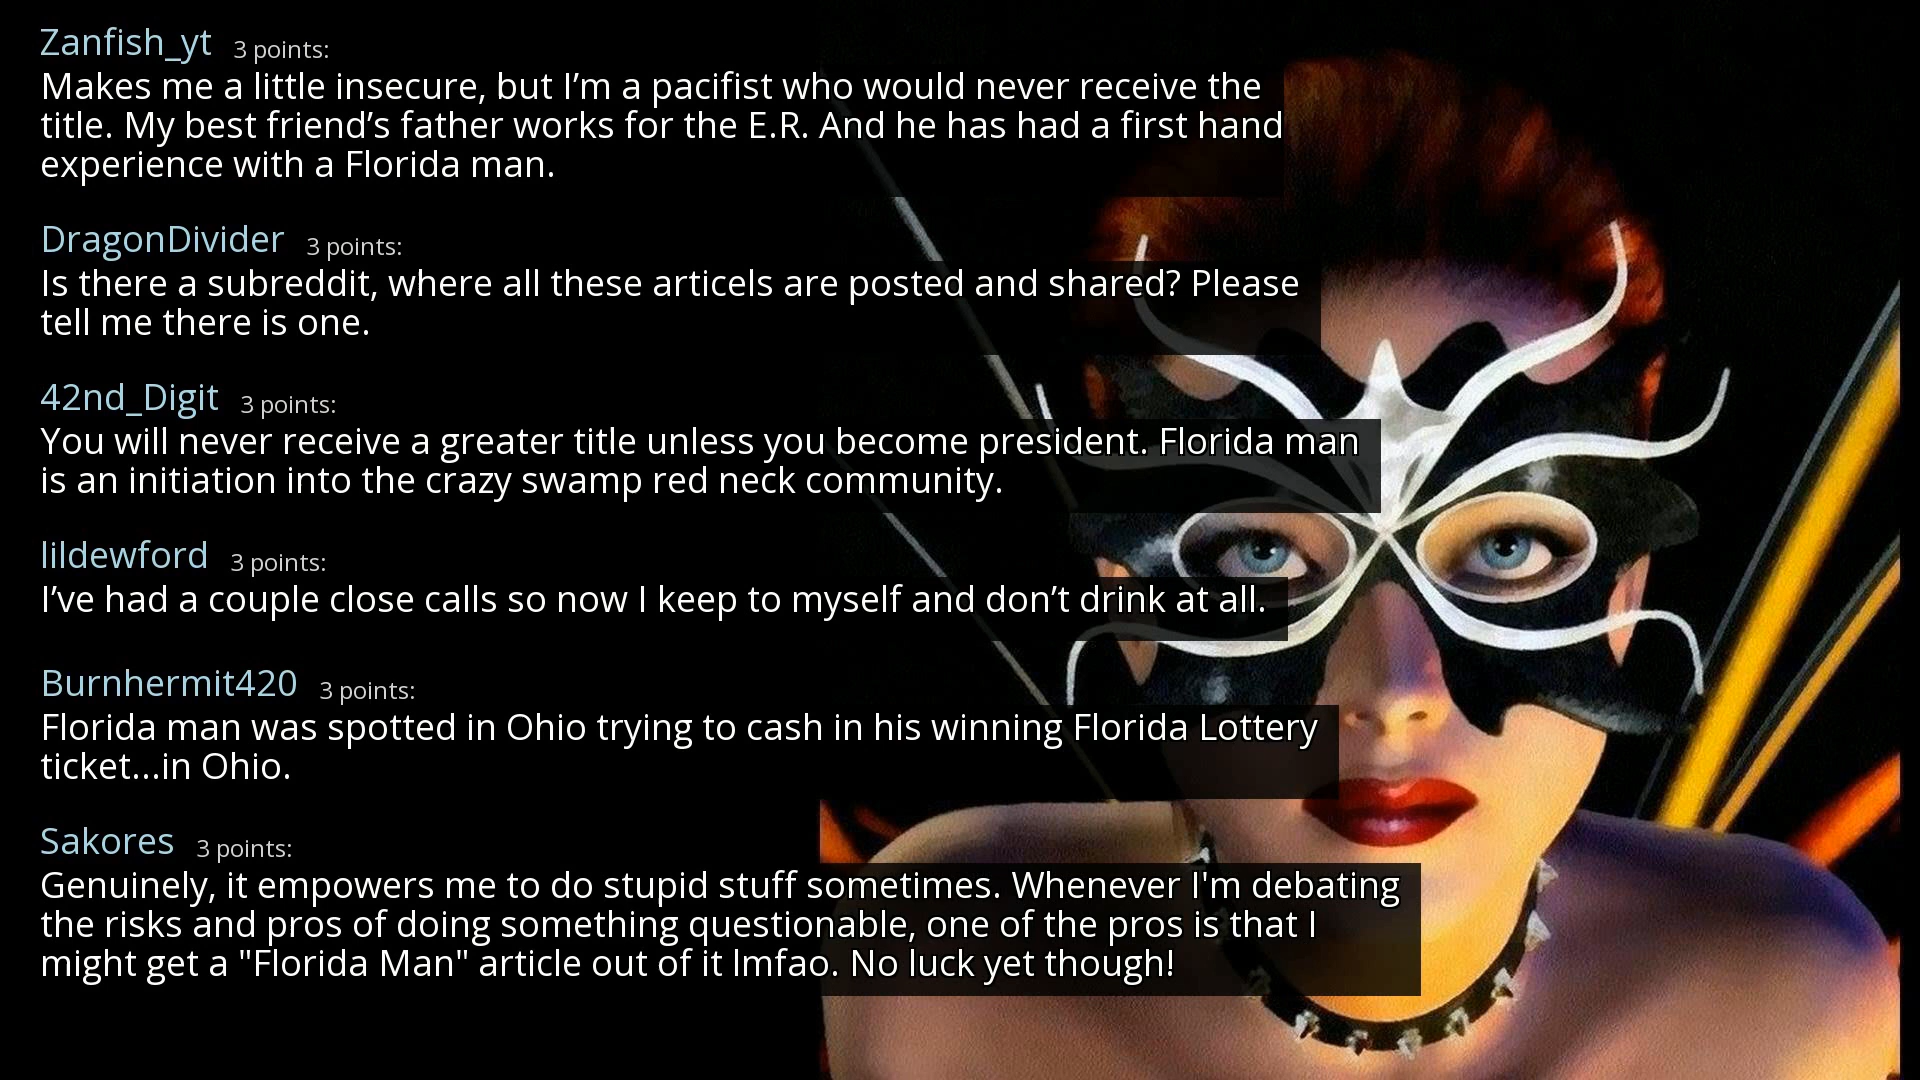 Zanfish_yt 3 points:
Makes me a little insecure, but I’m a pacifist who would never receive the
title. My best friend’s father works for the E.R. And he has had a first hand
experience with a Florida man.
DragonDivider 3 points:
Is there a subreddit, where all these articels are posted and shared? Please
tell me there is one.
42nd_Digit 3 points:
You will never receive a greater title unless you become president. Florida man
is an initiation into the crazy swamp red neck community.
lildewford 3 points:
I’ve had a couple close calls so now I keep to myself and don’t drink at all.
Burnhermit420 3 points:
Florida man was spotted in Ohio trying to cash in his winning Florida Lottery
ticket...in Ohio.
Sakores 3 points:
Genuinely, it empowers me to do stupid stuff sometimes. Whenever I'm debating
the risks and pros of doing something questionable, one of the pros is that I
might get a "Florida Man" article out of it lmfao. No luck yet though!